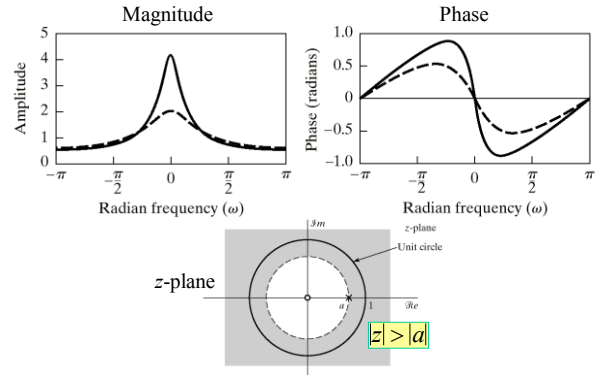 Magnitude
Phase
5
4
3
2
1
0
Amplitude
−π
−π/2
0
π/2
π
Radian frequency (ω)
1.0
0.5
0
−0.5
−1.0
Phase (radians)
−π
−π/2
0
π/2
π
Radian frequency (ω)
ℐm
z-plane
Unit circle
z-plane
a
1
ℛe
|z| > |a|